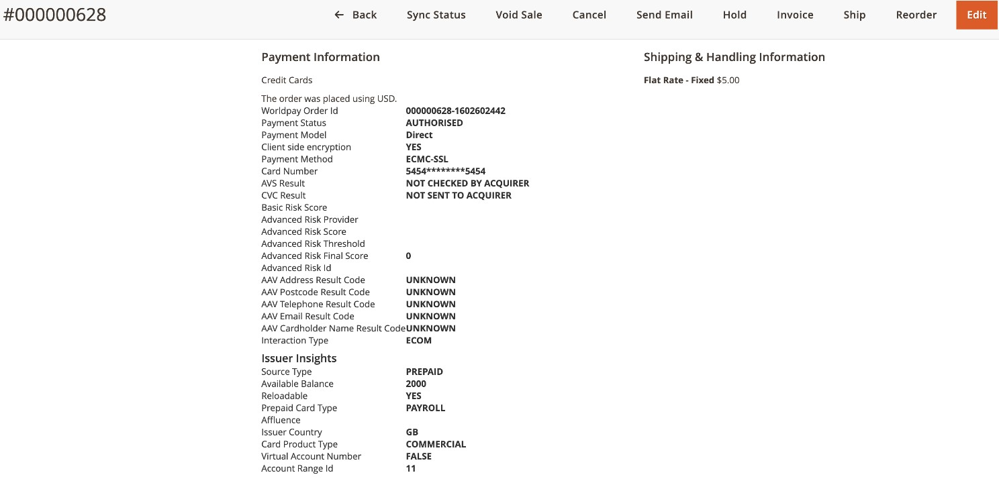 #000000628
← Back Sync Status Void Sale Cancel Send Email Hold Invoice Ship Reorder Edit
Payment Information
Credit Cards
The order was placed using USD.
Worldpay Order Id 000000628-1602602442
Payment Status AUTHORISED
Payment Model Direct
Client side encryption YES
Payment Method ECMC-SSL
Card Number 5454********5454
AVS Result NOT CHECKED BY ACQUIRER
CVC Result NOT SENT TO ACQUIRER
Basic Risk Score
Advanced Risk Provider
Advanced Risk Score
Advanced Risk Threshold
Advanced Risk Final Score 0
Advanced Risk Id
AAV Address Result Code UNKNOWN
AAV Postcode Result Code UNKNOWN
AAV Telephone Result Code UNKNOWN
AAV Email Result Code UNKNOWN
AAV Cardholder Name Result Code UNKNOWN
Interaction Type ECOM
Issuer Insights
Source Type PREPAID
Available Balance 2000
Reloadable YES
Prepaid Card Type PAYROLL
Affluence
Issuer Country GB
Card Product Type COMMERCIAL
Virtual Account Number FALSE
Account Range Id 11
Shipping & Handling Information
Flat Rate - Fixed $5.00